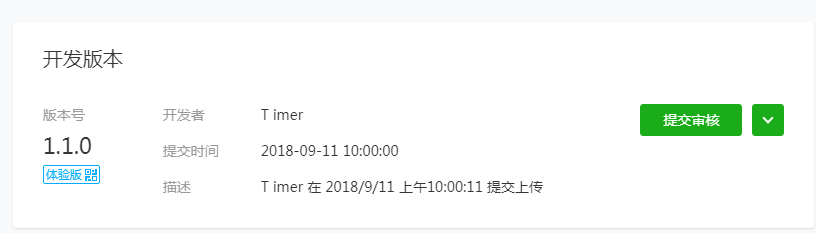 开发版本
版本号
1.1.0
体验版
开发者 T imer
提交时间 2018-09-11 10:00:00
描述 T imer 在 2018/9/11 上午10:00:11 提交上传
提交审核